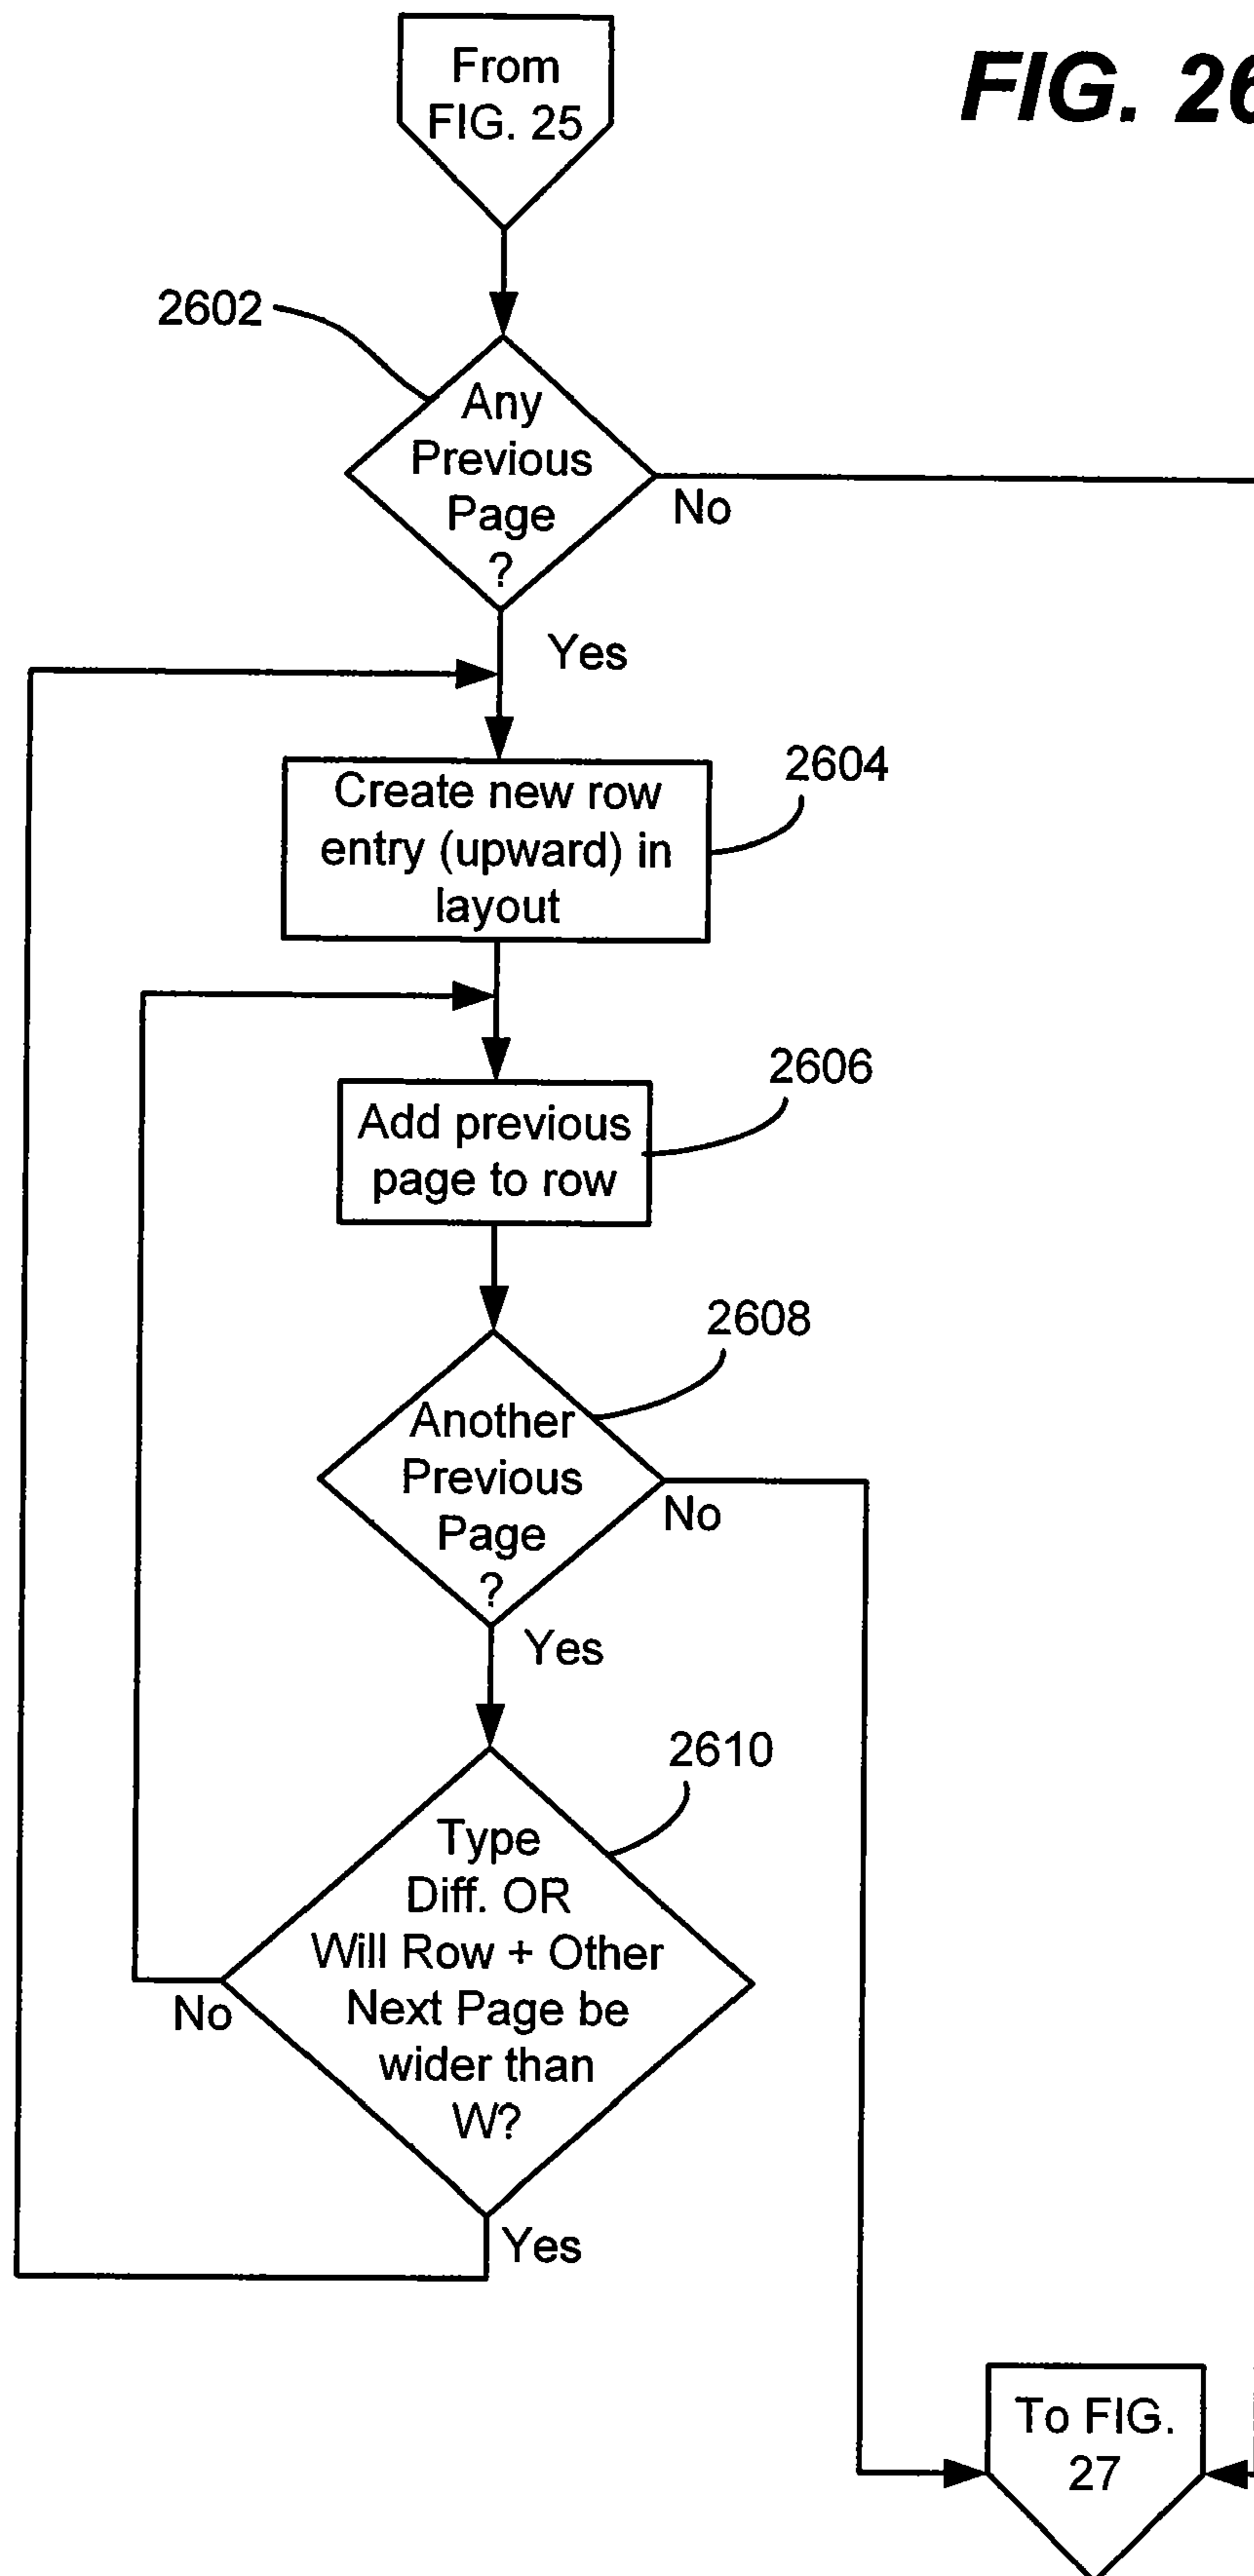 From
FIG. 25
FIG. 26
2602
Any
Previous
Page
?
No
Yes
2604
Create new row
entry (upward) in
layout
2606
Add previous
page to row
2608
Another
Previous
Page
?
No
Yes
2610
Type
Diff. OR
Will Row + Other
Next Page be
wider than
W?
No
Yes
To FIG.
27